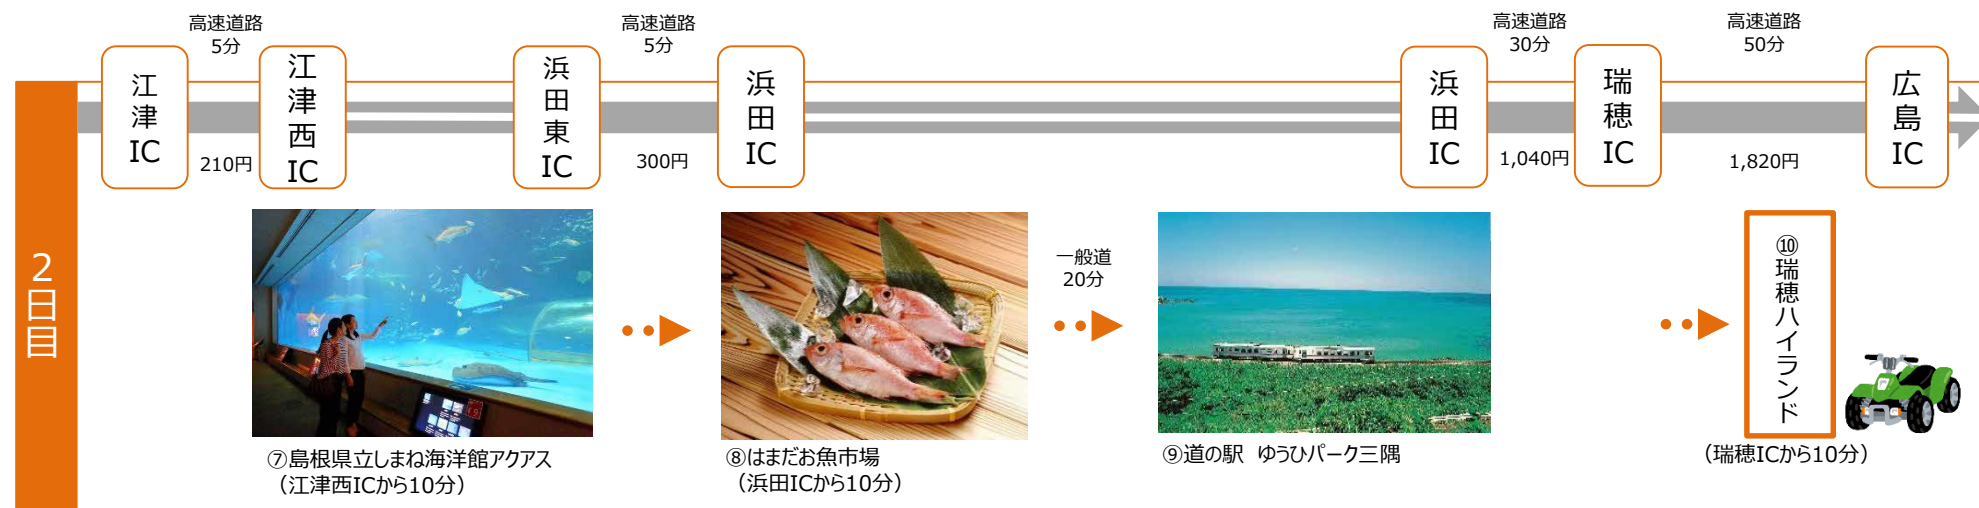 高速道路
5分
高速道路
5分
高速道路
30分
高速道路
50分
江津IC
江津西IC
浜田東IC
浜田IC
浜田IC
瑞穂IC
広島IC
210円
300円
1,040円
1,820円
2日目
一般道
20分
⑩瑞穂ハイランド
(瑞穂ICから10分)
⑦島根県立しまね海洋館アクアス
(江津西ICから10分)
⑧はまだお魚市場
(浜田ICから10分)
⑨道の駅 ゆうひパーク三隅